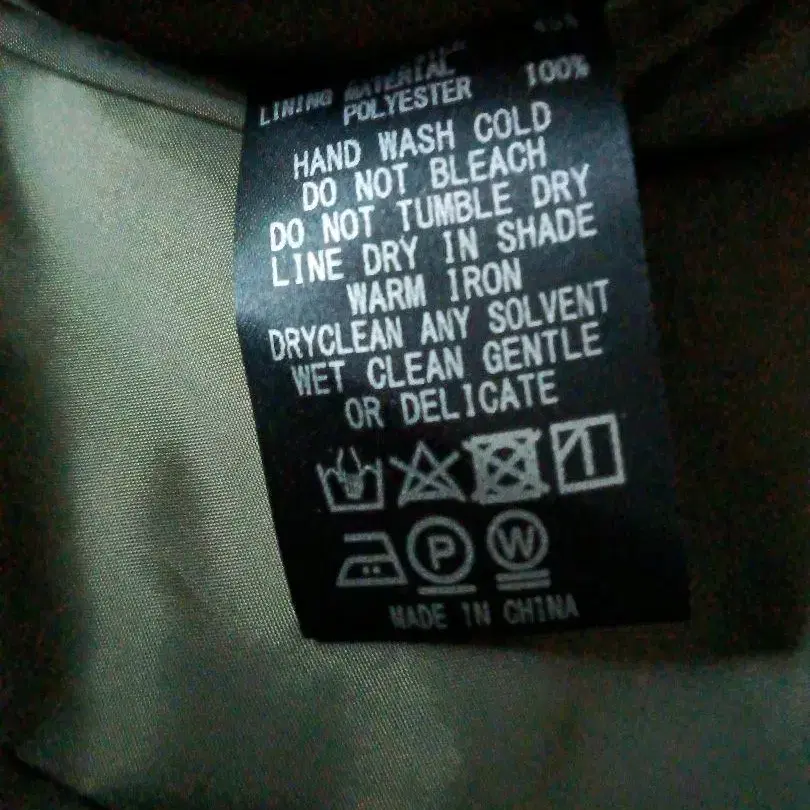 LINING MATERIAL
POLYESTER 100%
HAND WASH COLD
DO NOT BLEACH
DO NOT TUMBLE DRY
LINE DRY IN SHADE
WARM IRON
DRYCLEAN ANY SOLVENT
WET CLEAN GENTLE
OR DELICATE
P W
MADE IN CHINA